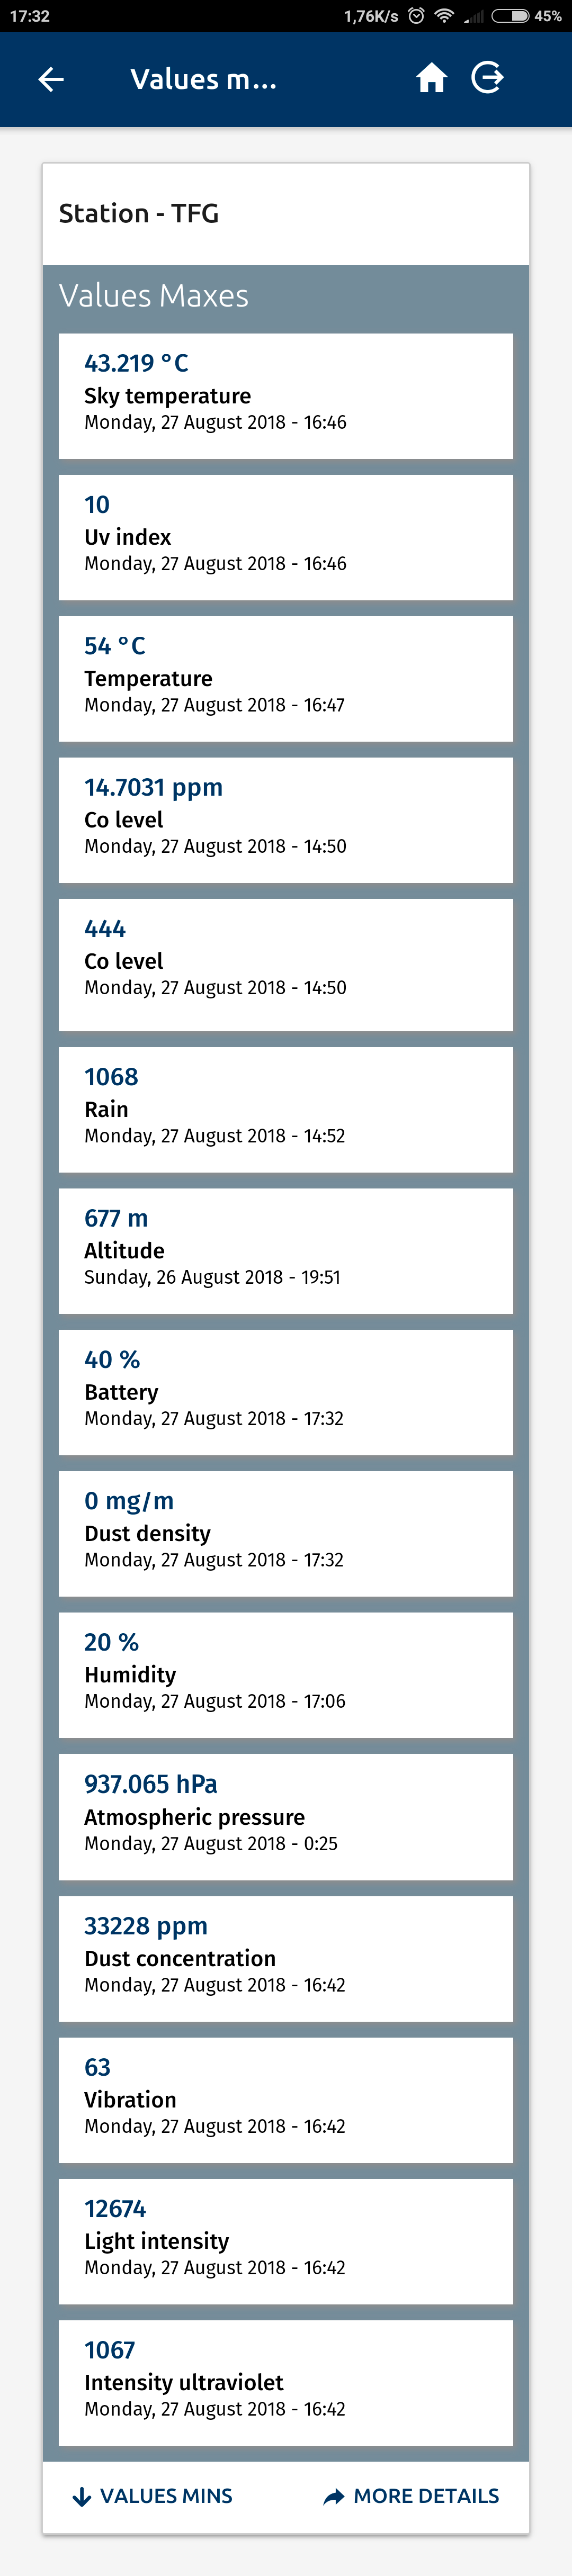 17:32 1,76K/s 45%
Values m...
Station - TFG
Values Maxes
43.219 °C
Sky temperature
Monday, 27 August 2018 - 16:46
10
Uv index
Monday, 27 August 2018 - 16:46
54 °C
Temperature
Monday, 27 August 2018 - 16:47
14.7031 ppm
Co level
Monday, 27 August 2018 - 14:50
444
Co level
Monday, 27 August 2018 - 14:50
1068
Rain
Monday, 27 August 2018 - 14:52
677 m
Altitude
Sunday, 26 August 2018 - 19:51
40 %
Battery
Monday, 27 August 2018 - 17:32
0 mg/m
Dust density
Monday, 27 August 2018 - 17:32
20 %
Humidity
Monday, 27 August 2018 - 17:06
937.065 hPa
Atmospheric pressure
Monday, 27 August 2018 - 0:25
33228 ppm
Dust concentration
Monday, 27 August 2018 - 16:42
63
Vibration
Monday, 27 August 2018 - 16:42
12674
Light intensity
Monday, 27 August 2018 - 16:42
1067
Intensity ultraviolet
Monday, 27 August 2018 - 16:42
VALUES MINS MORE DETAILS